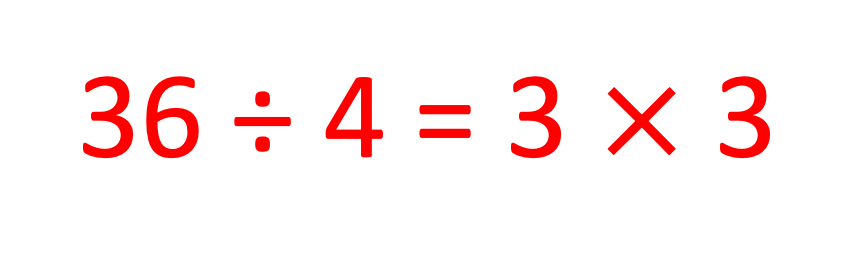 36 ÷ 4 = 3 × 3